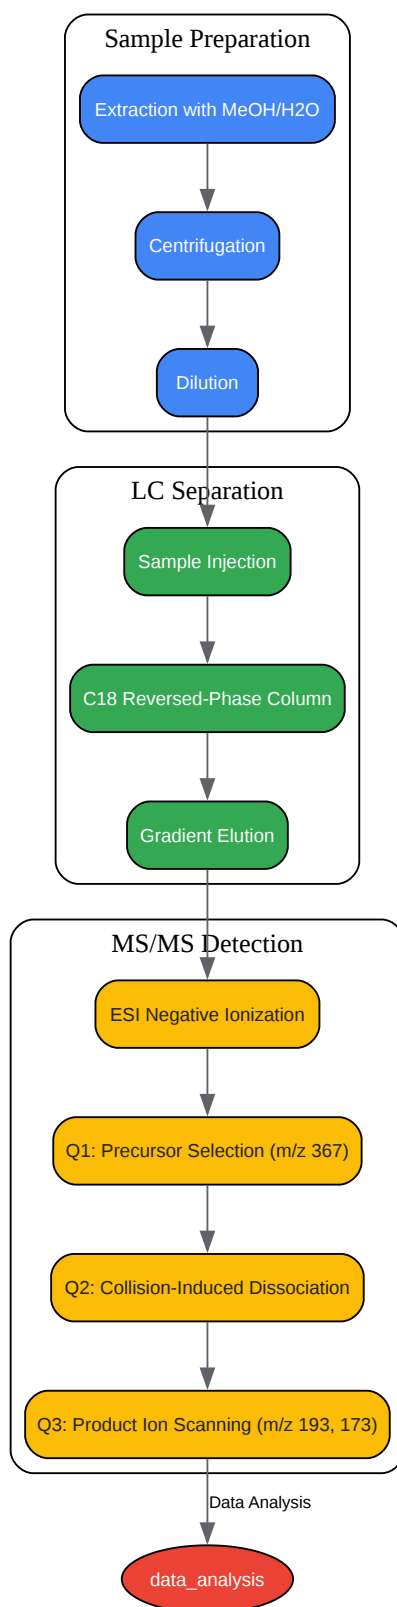 Sample Preparation
Extraction with MeOH/H2O
Centrifugation
Dilution
LC Separation
Sample Injection
C18 Reversed-Phase Column
Gradient Elution
MS/MS Detection
ESI Negative Ionization
Q1: Precursor Selection (m/z 367)
Q2: Collision-Induced Dissociation
Q3: Product Ion Scanning (m/z 193, 173)
Data Analysis
data_analysis